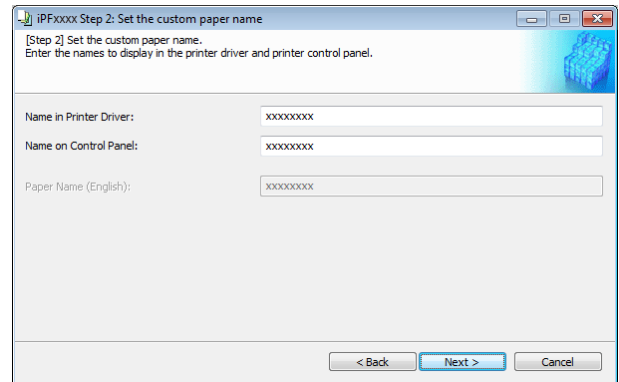 iPFxxxx Step 2: Set the custom paper name
[Step 2] Set the custom paper name.
Enter the names to display in the printer driver and printer control panel.
Name in Printer Driver: xxxxxxxx
Name on Control Panel: xxxxxxxx
Paper Name (English): xxxxxxxx
< Back Next > Cancel